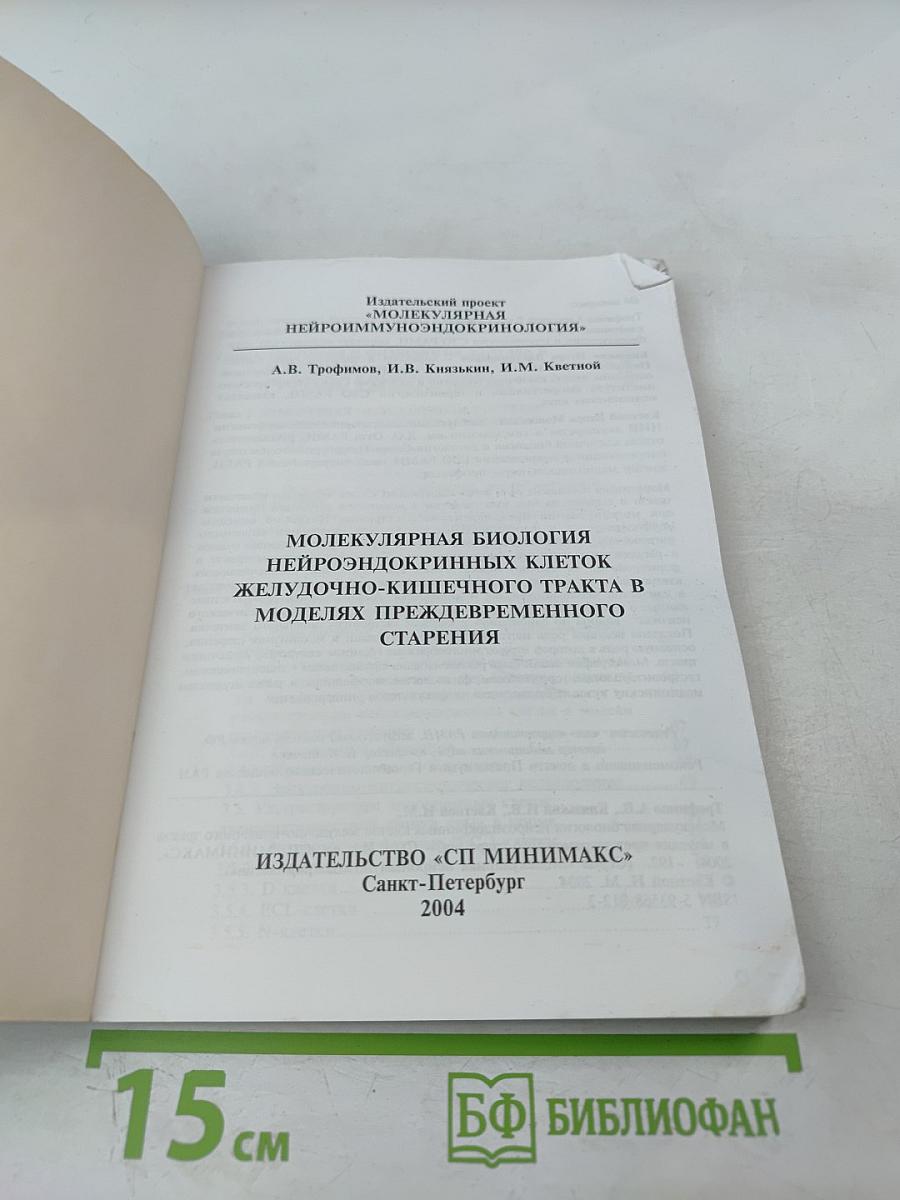 Издательский проект
«МОЛЕКУЛЯРНАЯ
НЕЙРОИММУНОЭНДОКРИНОЛОГИЯ»
А.В. Трофимов, И.В. Князькин, И.М. Кветной
МОЛЕКУЛЯРНАЯ БИОЛОГИЯ
НЕЙРОЭНДОКРИННЫХ КЛЕТОК
ЖЕЛУДОЧНО-КИШЕЧНОГО ТРАКТА В
МОДЕЛЯХ ПРЕЖДЕВРЕМЕННОГО
СТАРЕНИЯ
ИЗДАТЕЛЬСТВО «СП МИНИМАКС»
Санкт-Петербург
2004
15 см
БФ БИБЛИОФАН